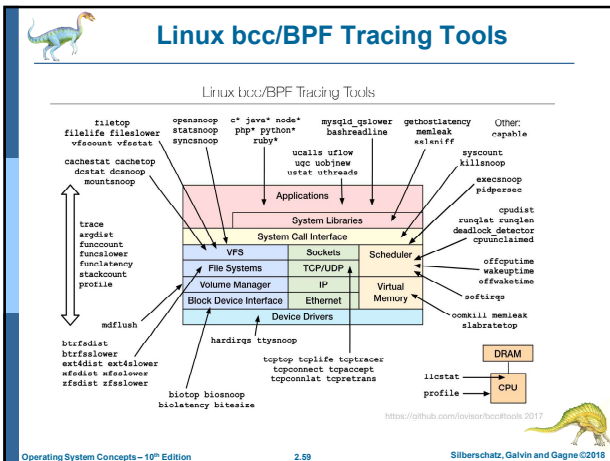 Linux bcc/BPF Tracing Tools
Linux bcc/BPF Tracing Tools
filetop
filelife fileslower
vfscount vfsstat
opensnoop
statsnoop
syncsnoop
c* java* node*
php* python*
ruby*
mysqld_qslower
bashreadline
gethostlatency
memleak
sslsniff
Other:
capable
cachestat cachetop
dcstat dcsnoop
mountsnoop
ucalls uflow
ugc uobjnew
ustat uthreads
syscount
killsnoop
execsnoop
pidpersec
cpudist
runqlat runqlen
deadlock_detector
cpuunclaimed
offcputime
wakeuptime
offwaketime
softirqs
trace
argdist
funccount
funcslower
funclatency
stackcount
profile
Applications
System Libraries
System Call Interface
VFS
Sockets
Scheduler
File Systems
TCP/UDP
Volume Manager
IP
Virtual
Memory
Block Device Interface
Ethernet
Device Drivers
mdflush
btrfsdist
btrfsslower
ext4dist ext4slower
xfsdist xfsslower
zfsdist zfsslower
hardirqs ttysnoop
biotop biosnoop
biolatency bitesize
tcptop tcplife tcptracer
tcpconnect tcpaccept
tcpconnlat tcpretrans
oomkill memleak
slabratetop
DRAM
llcstat
CPU
profile
https://github.com/iovisor/bcc#tools 2017
Operating System Concepts – 10th Edition
2.59
Silberschatz, Galvin and Gagne ©2018